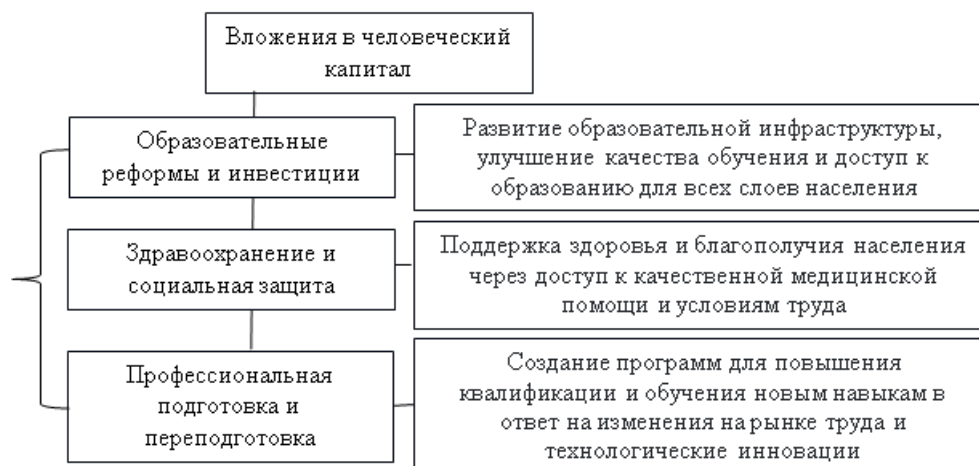 Вложения в человеческий
капитал
Образовательные
реформы и инвестиции
Развитие образовательной инфраструктуры,
улучшение качества обучения и доступ к
образованию для всех слоев населения
Здравоохранение и
социальная защита
Поддержка здоровья и благополучия населения
через доступ к качественной медицинской
помощи и условиям труда
Профессиональная
подготовка и
переподготовка
Создание программ для повышения
квалификации и обучения новым навыкам в
ответ на изменения на рынке труда и
технологические инновации